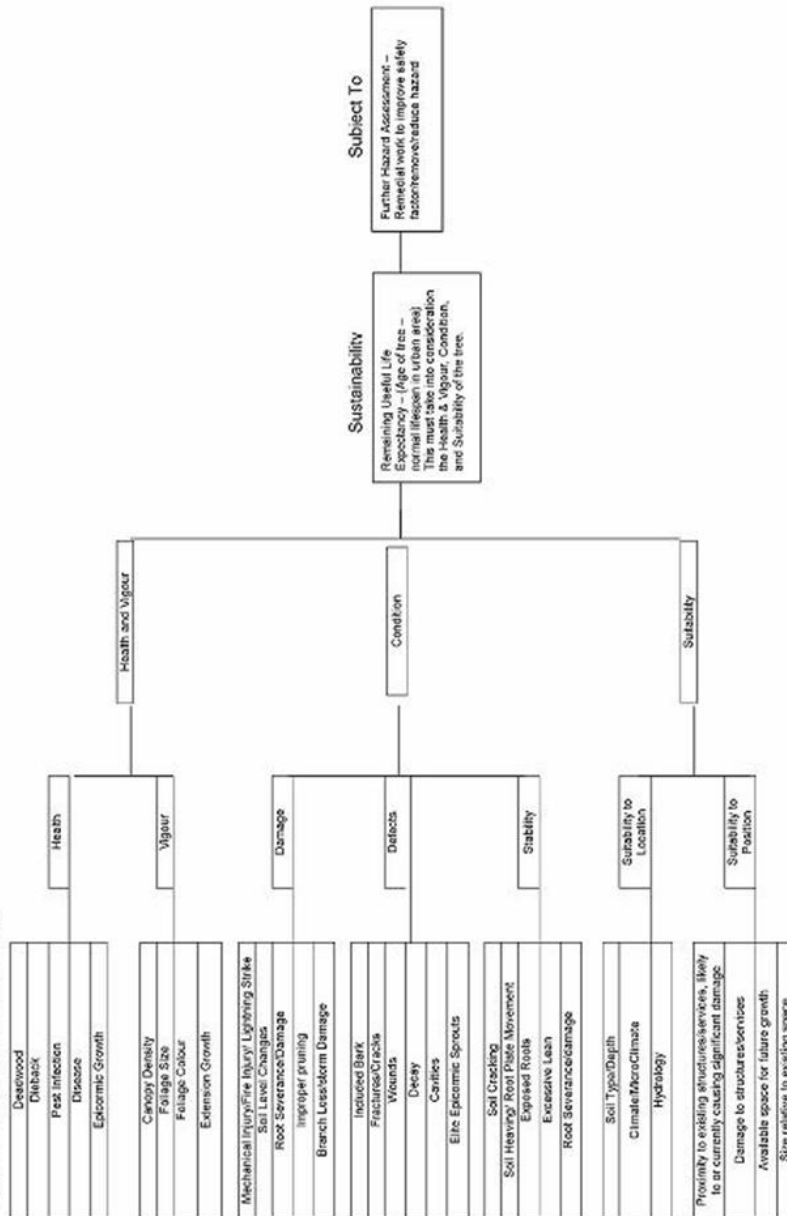 Deadwood
Dieback
Pest Infection
Disease
Epicormic Growth
Canopy Density
Foliage Size
Foliage Colour
Extension Growth
Mechanical Injury/Fire Injury/ Lightning Strike
Soil Level Changes
Root Severance/Damage
Improper pruning
Branch Loss/storm Damage
Included Bark
Fractures/Cracks
Wounds
Decay
Cavities
Elite Epicormic Sprouts
Soil Cracking
Soil Heaving/ Root Plate Movement
Exposed Roots
Excessive Lean
Root Severance/damage
Soil Type/Depth
Climate/MicroClimate
Hydrology
Proximity to existing structures/services, likely
to or currently causing significant damage
Damage to structures/services
Available space for future growth
Size relative to existing space
Health
Vigour
Damage
Defects
Stability
Suitability to
Location
Suitability to
Position
Health and Vigour
Condition
Suitability
Sustainability
Remaining Useful Life
Expectancy – (Age of tree –
normal lifespan in urban area)
This must take into consideration
the Health & Vigour, Condition,
and Suitability of the tree.
Subject To
Further Hazard Assessment –
Remedial work to improve safety
factor/remove/reduce hazard